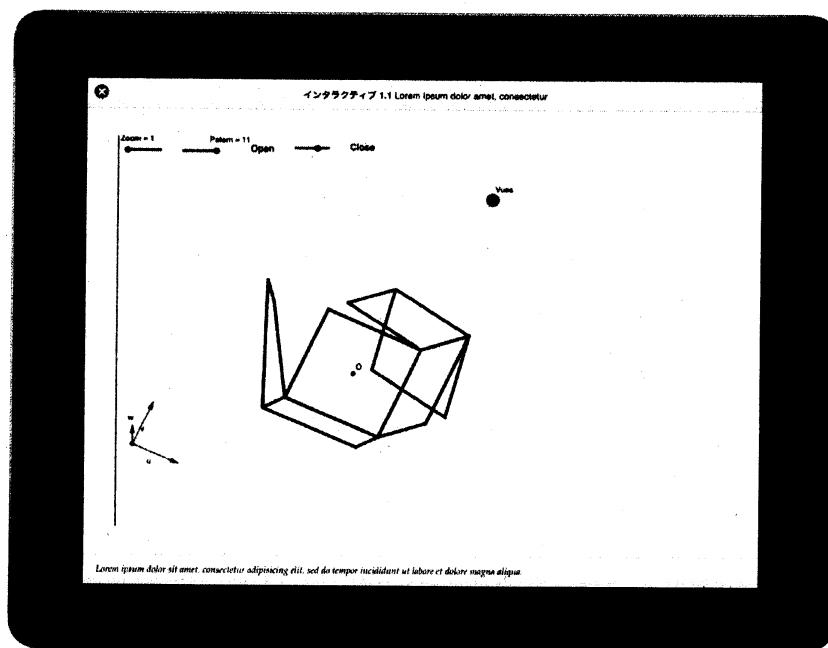 インタラクティブ 1.1 Lorem ipsum dolor amet, consectetur
Zoom = 1
Patern = 11
Open
Close
Vues
O
w
v
u
Lorem ipsum dolor sit amet, consectetur adipisicing elit, sed do tempor incididunt ut labore et dolore magna aliqua.